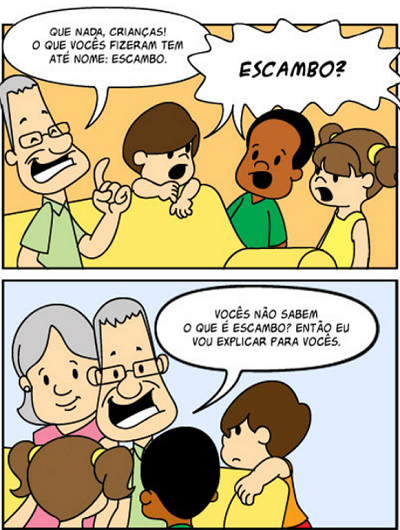 QUE NADA, CRIANÇAS!
O QUE VOCÊS FIZERAM TEM
ATÉ NOME: ESCAMBO.
ESCAMBO?
VOCÊS NÃO SABEM
O QUE É ESCAMBO? ENTÃO EU
VOU EXPLICAR PARA VOCÊS.